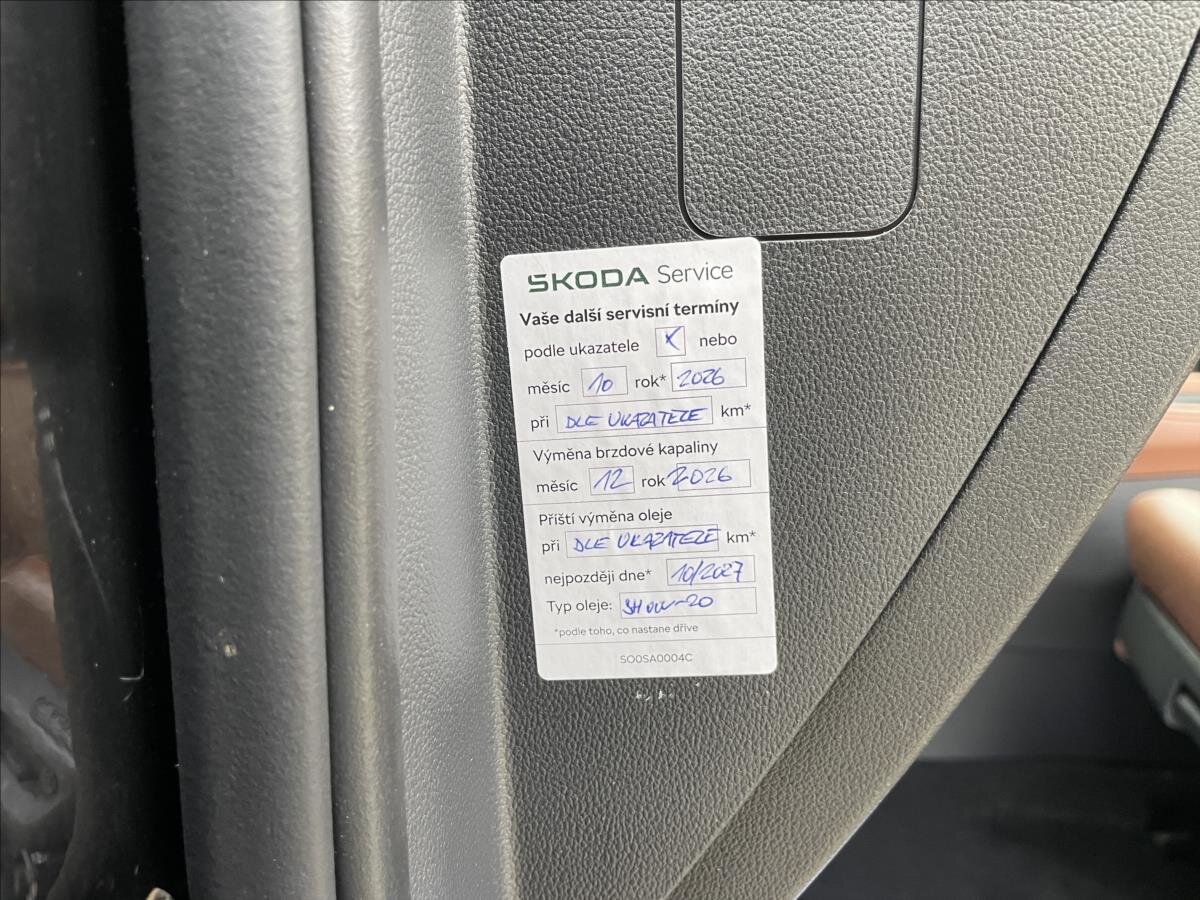 ŠKODA Service
Vaše další servisní termíny
podle ukazatele X nebo
měsíc 10 rok* 2026
při DLE UKAZATELE km*
Výměna brzdové kapaliny
měsíc 12 rok 2026
Příští výměna oleje
při DLE UKAZATELE km*
nejpozději dne* 10/2027
Typ oleje:
*podle toho, co nastane dříve
SO0SA0004C